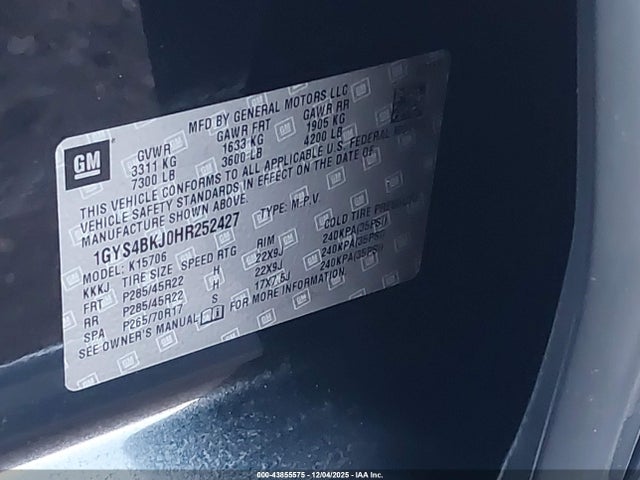 GM
MFD BY GENERAL MOTORS LLC
GVWR GAWR FRT GAWR RR
3311 KG 1633 KG 1905 KG
7300 LB 3600 LB 4200 LB
THIS VEHICLE CONFORMS TO ALL APPLICABLE U.S. FEDERAL MOTOR
VEHICLE SAFETY STANDARDS IN EFFECT ON THE DATE OF
MANUFACTURE SHOWN ABOVE.
1GYS4BKJ0HR252427 TYPE: M.P.V.
MODEL: K15706
KKKJ TIRE SIZE SPEED RTG RIM COLD TIRE PRESSURE
FRT P285/45R22 H 22X9J 240KPA(35PSI)
RR P285/45R22 H 22X9J 240KPA(35PSI)
SPA P265/70R17 S 17X7.5J 240KPA(35PSI)
SEE OWNER'S MANUAL FOR MORE INFORMATION.
000-43855575 - 12/04/2025 - IAA Inc.